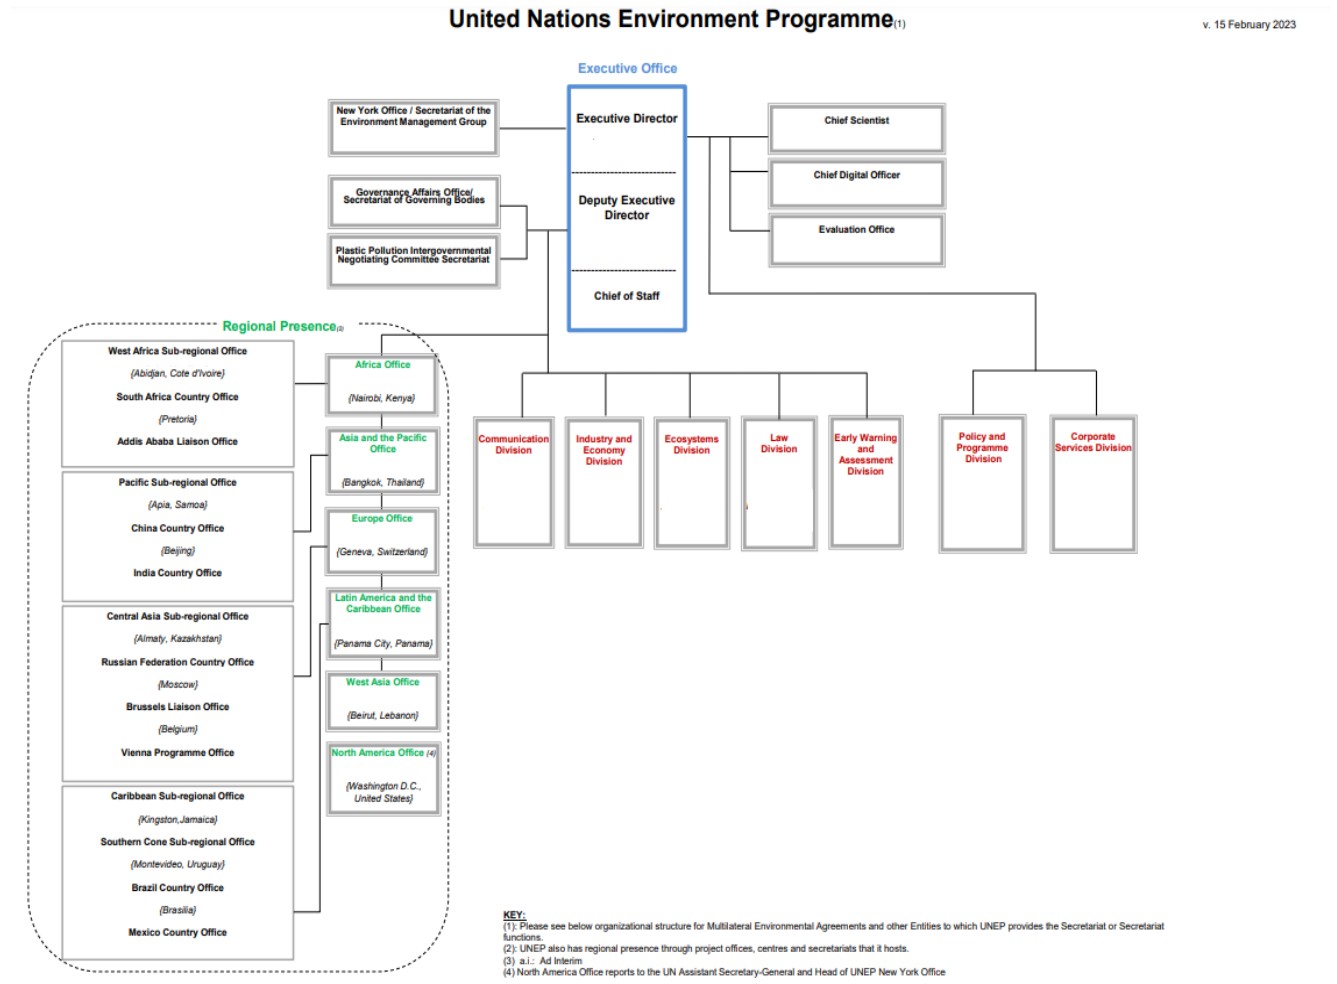 United Nations Environment Programme(1)
v. 15 February 2023
Executive Office
New York Office / Secretariat of the
Environment Management Group
Executive Director
Chief Scientist
Chief Digital Officer
Governance Affairs Office/
Secretariat of Governing Bodies
Deputy Executive
Director
Evaluation Office
Plastic Pollution Intergovernmental
Negotiating Committee Secretariat
Chief of Staff
Regional Presence(2)
West Africa Sub-regional Office
{Abidjan, Cote d'Ivoire}
South Africa Country Office
{Pretoria}
Addis Ababa Liaison Office
Africa Office
{Nairobi, Kenya}
Pacific Sub-regional Office
{Apia, Samoa}
China Country Office
{Beijing}
India Country Office
Asia and the Pacific
Office
{Bangkok, Thailand}
Central Asia Sub-regional Office
{Almaty, Kazakhstan}
Russian Federation Country Office
{Moscow}
Brussels Liaison Office
{Belgium}
Vienna Programme Office
Europe Office
{Geneva, Switzerland}
Caribbean Sub-regional Office
{Kingston,Jamaica}
Southern Cone Sub-regional Office
{Montevideo, Uruguay}
Brazil Country Office
{Brasilia}
Mexico Country Office
Latin America and the
Caribbean Office
{Panama City, Panama}
West Asia Office
{Beirut, Lebanon}
North America Office (4)
{Washington D.C.,
United States}
Communication
Division
Industry and
Economy
Division
Ecosystems
Division
Law
Division
Early Warning
and
Assessment
Division
Policy and
Programme
Division
Corporate
Services Division
KEY:
(1): Please see below organizational structure for Multilateral Environmental Agreements and other Entities to which UNEP provides the Secretariat or Secretariat
functions.
(2): UNEP also has regional presence through project offices, centres and secretariats that it hosts.
(3) a.i.: Ad Interim
(4) North America Office reports to the UN Assistant Secretary-General and Head of UNEP New York Office